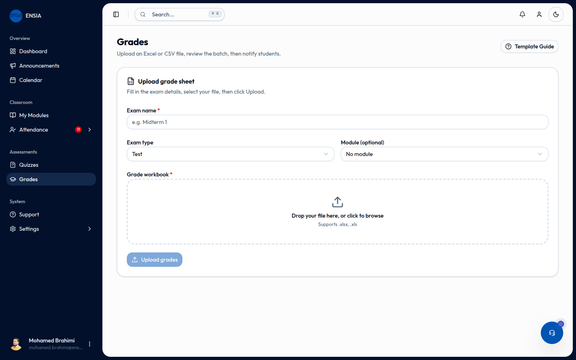 ENSIA
Overview
Dashboard
Announcements
Calendar
Classroom
My Modules
Attendance
Assessments
Quizzes
Grades
System
Support
Settings
Mohamed Brahimi
Search...
⌘ K
Grades
Upload an Excel or CSV file, review the batch, then notify students.
Template Guide
Upload grade sheet
Fill in the exam details, select your file, then click Upload.
Exam name *
e.g. Midterm 1
Exam type
Module (optional)
Test
No module
Grade workbook *
Drop your file here, or click to browse
Supports .xlsx, .xls
Upload grades